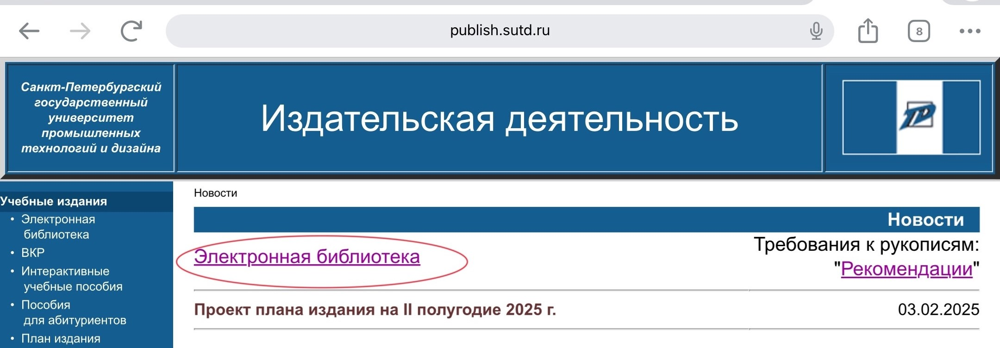 publish.sutd.ru
8
Санкт-Петербургский
государственный
университет
промышленных
технологий и дизайна
Издательская деятельность
Учебные издания
• Электронная
библиотека
• ВКР
• Интерактивные
учебные пособия
• Пособия
для абитуриентов
• План издания
Новости
Новости
Электронная библиотека
Требования к рукописям:
"Рекомендации"
Проект плана издания на II полугодие 2025 г.
03.02.2025